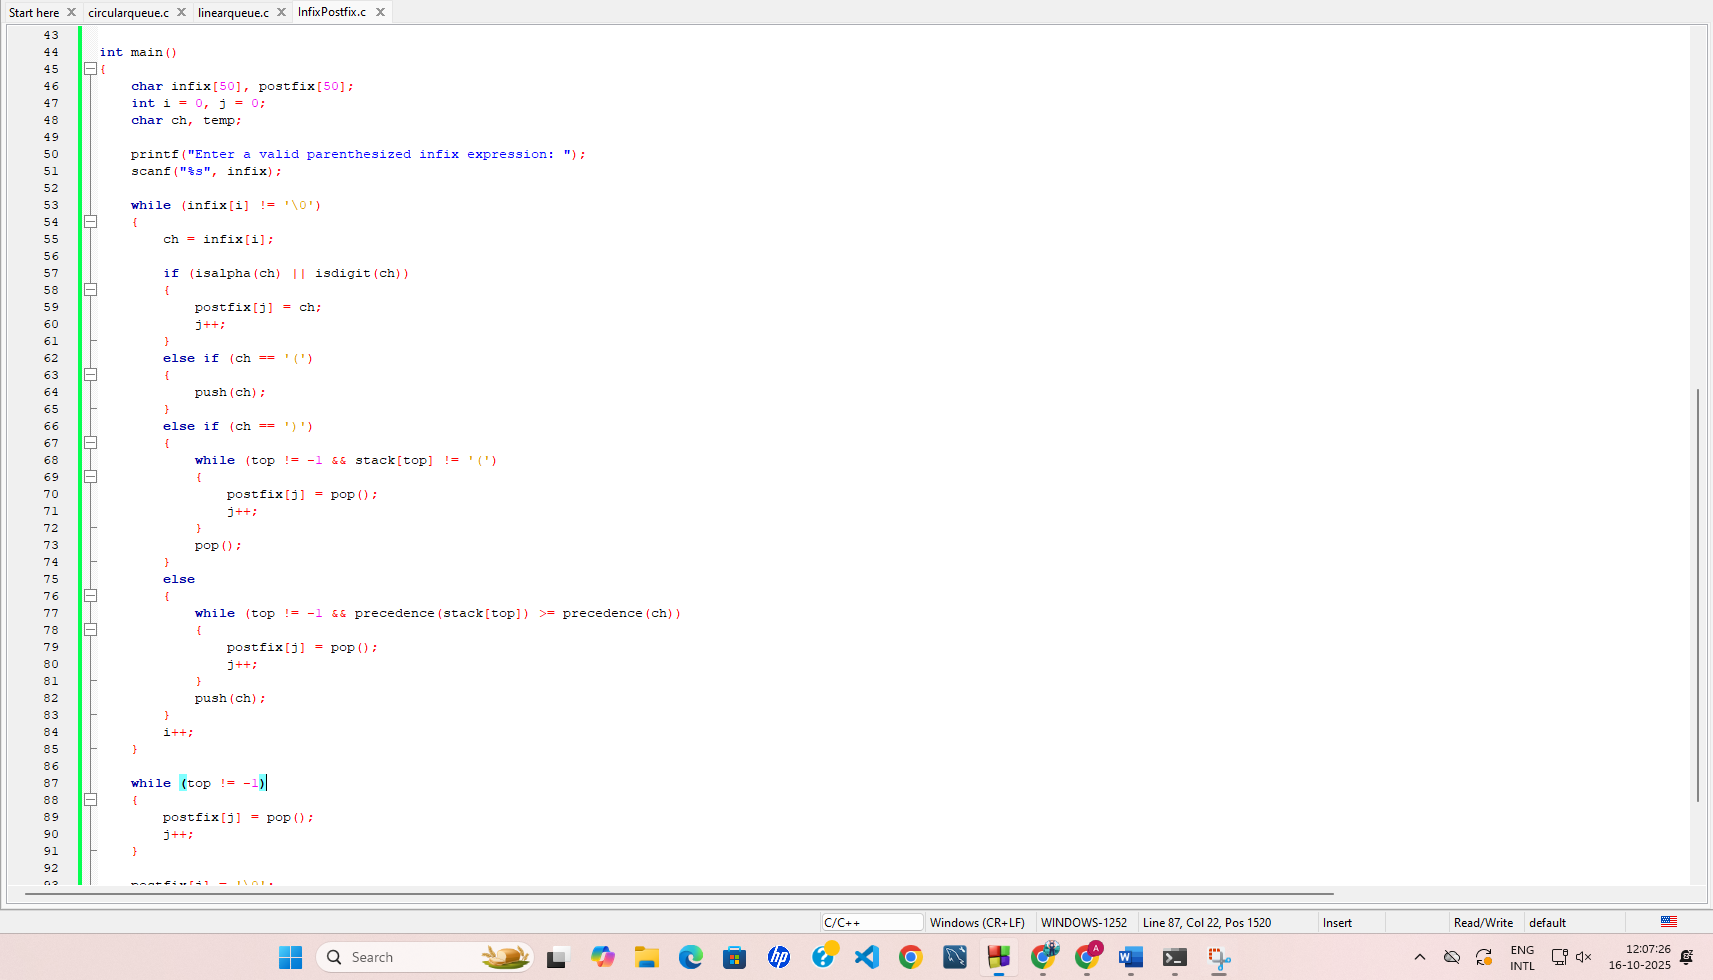 Start here circularqueue.c linearqueue.c InfixPostfix.c
43
44 int main()
45 {
46 char infix[50], postfix[50];
47 int i = 0, j = 0;
48 char ch, temp;
49
50 printf("Enter a valid parenthesized infix expression: ");
51 scanf("%s", infix);
52
53 while (infix[i] != '\0')
54 {
55 ch = infix[i];
56
57 if (isalpha(ch) || isdigit(ch))
58 {
59 postfix[j] = ch;
60 j++;
61 }
62 else if (ch == '(')
63 {
64 push(ch);
65 }
66 else if (ch == ')')
67 {
68 while (top != -1 && stack[top] != '(')
69 {
70 postfix[j] = pop();
71 j++;
72 }
73 pop();
74 }
75 else
76 {
77 while (top != -1 && precedence(stack[top]) >= precedence(ch))
78 {
79 postfix[j] = pop();
80 j++;
81 }
82 push(ch);
83 }
84 i++;
85 }
86
87 while (top != -1)
88 {
89 postfix[j] = pop();
90 j++;
91 }
92
93 postfix[j] = '\0';
C/C++ Windows (CR+LF) WINDOWS-1252 Line 87, Col 22, Pos 1520 Insert Read/Write default
Search
hp
A
W
ENG
INTL
12:07:26
16-10-2025